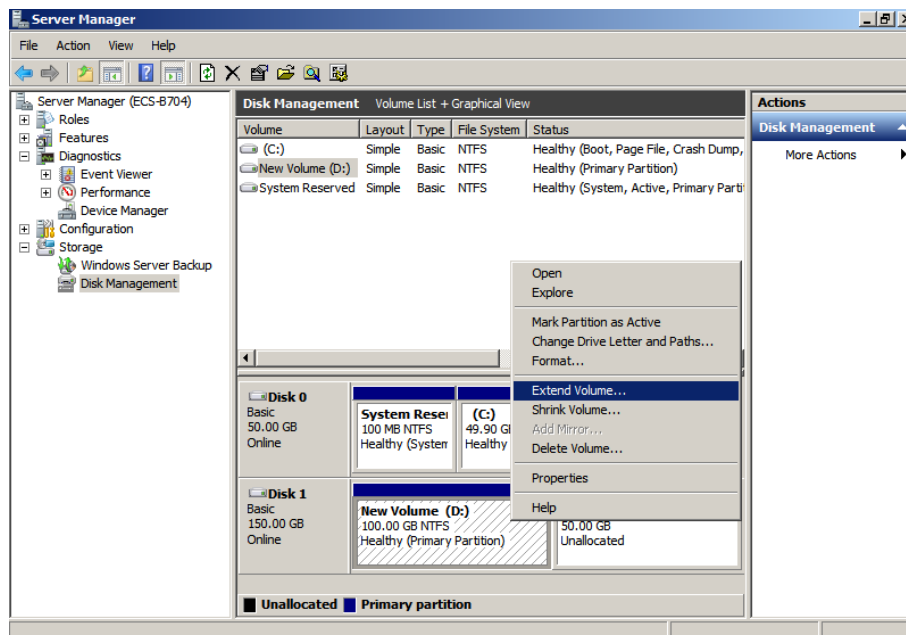 Server Manager
File Action View Help
Server Manager (ECS-B704)
Roles
Features
Diagnostics
Event Viewer
Performance
Device Manager
Configuration
Storage
Windows Server Backup
Disk Management
Disk Management Volume List + Graphical View
Volume Layout Type File System Status
(C:) Simple Basic NTFS Healthy (Boot, Page File, Crash Dump,
New Volume (D:) Simple Basic NTFS Healthy (Primary Partition)
System Reserved Simple Basic NTFS Healthy (System, Active, Primary Parti
Open
Explore
Mark Partition as Active
Change Drive Letter and Paths...
Format...
Extend Volume...
Shrink Volume...
Add Mirror...
Delete Volume...
Properties
Help
Disk 0
Basic
50.00 GB
Online
System Reser
100 MB NTFS
Healthy (System
(C:)
49.90 G
Healthy
Disk 1
Basic
150.00 GB
Online
New Volume (D:)
100.00 GB NTFS
Healthy (Primary Partition)
50.00 GB
Unallocated
Unallocated Primary partition
Actions
Disk Management
More Actions